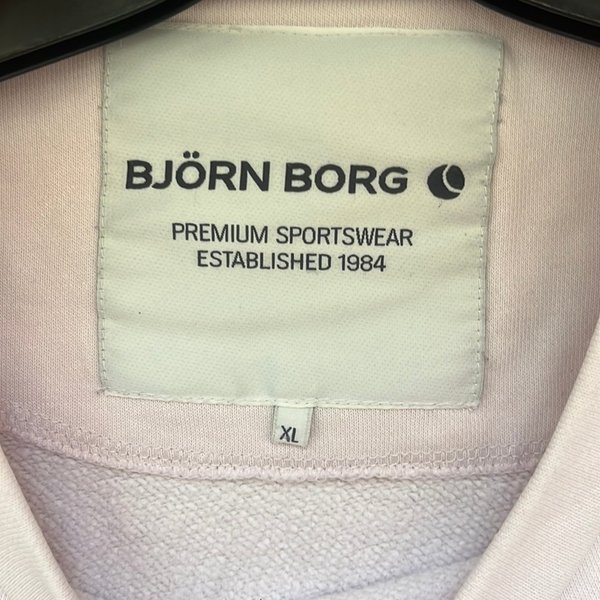 BJÖRN BORG
PREMIUM SPORTSWEAR
ESTABLISHED 1984
XL